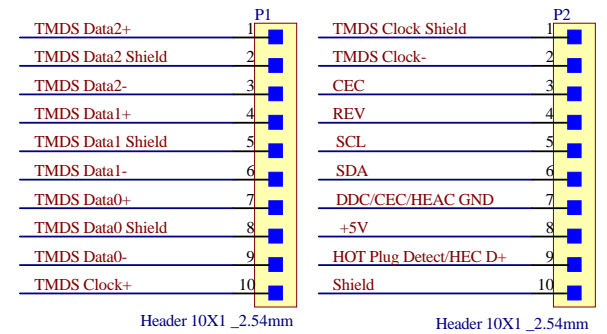 P1
TMDS Data2+ 1
TMDS Data2 Shield 2
TMDS Data2- 3
TMDS Data1+ 4
TMDS Data1 Shield 5
TMDS Data1- 6
TMDS Data0+ 7
TMDS Data0 Shield 8
TMDS Data0- 9
TMDS Clock+ 10
Header 10X1 _2.54mm
P2
TMDS Clock Shield 1
TMDS Clock- 2
CEC 3
REV 4
SCL 5
SDA 6
DDC/CEC/HEAC GND 7
+5V 8
HOT Plug Detect/HEC D+ 9
Shield 10
Header 10X1 _2.54mm